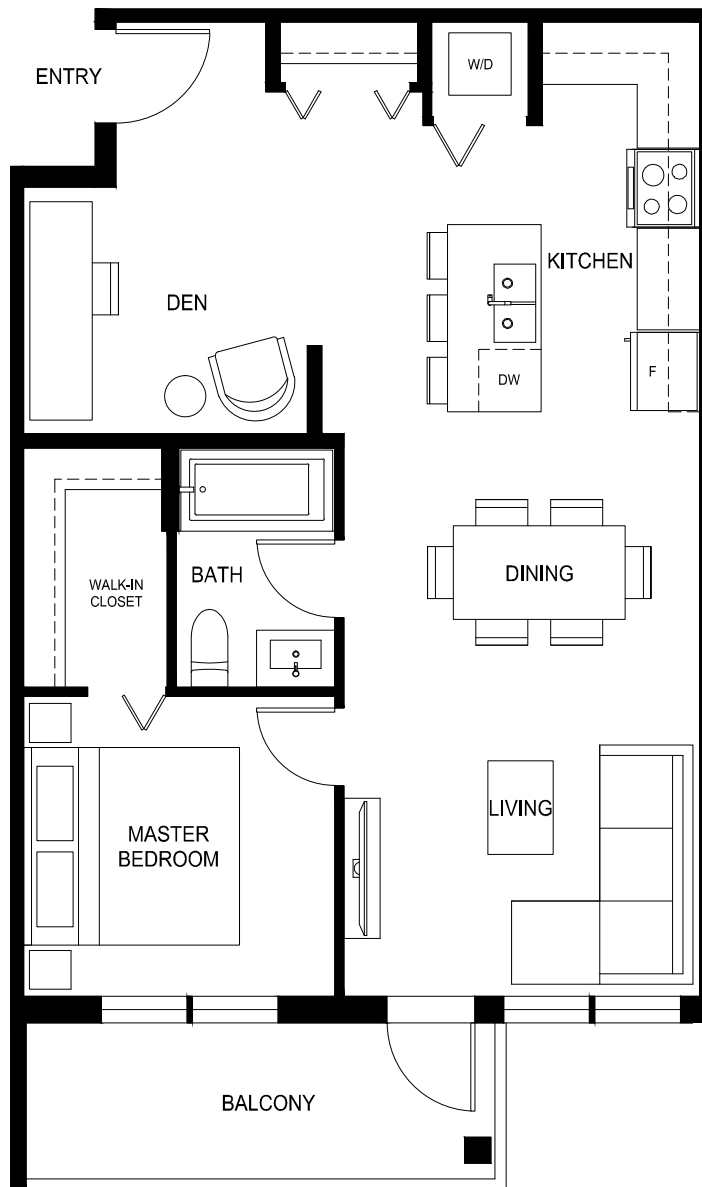 ENTRY
W/D
KITCHEN
DEN
DW
F
BATH
DINING
WALK-IN
CLOSET
LIVING
MASTER
BEDROOM
BALCONY